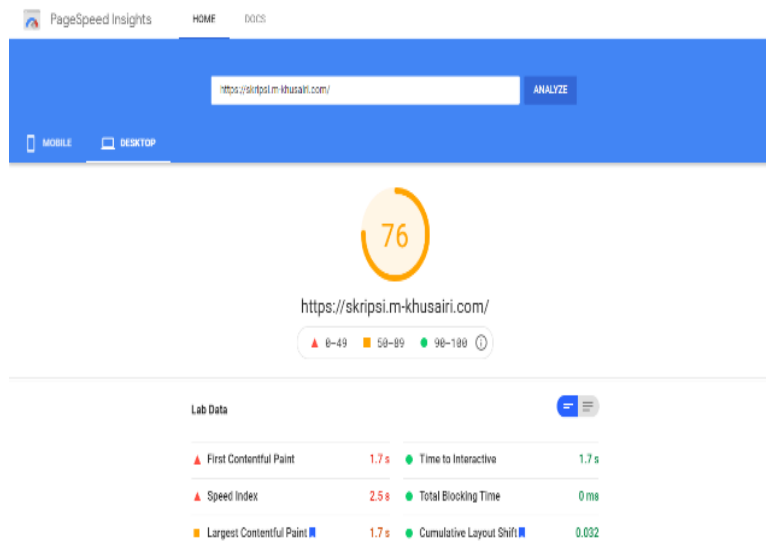 PageSpeed Insights HOME DOCS
https://skripsi.m-khusairi.com/ ANALYZE
MOBILE DESKTOP
76
https://skripsi.m-khusairi.com/
0–49 50–89 90–100
Lab Data
First Contentful Paint 1.7 s Time to Interactive 1.7 s
Speed Index 2.5 s Total Blocking Time 0 ms
Largest Contentful Paint 1.7 s Cumulative Layout Shift 0.032